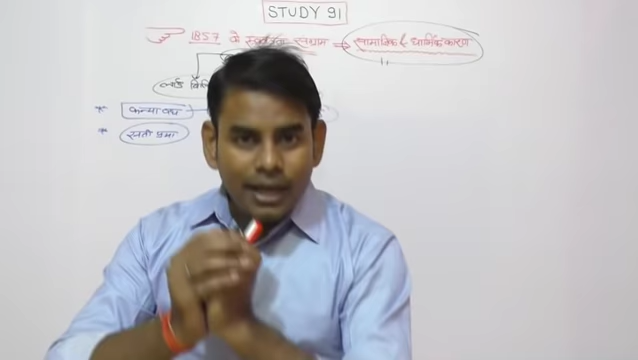 STUDY 91
1857 के स्वतंत्रता संग्राम ⇒ सामाजिक & धार्मिक कारण
* कन्या वध
* सती प्रथा